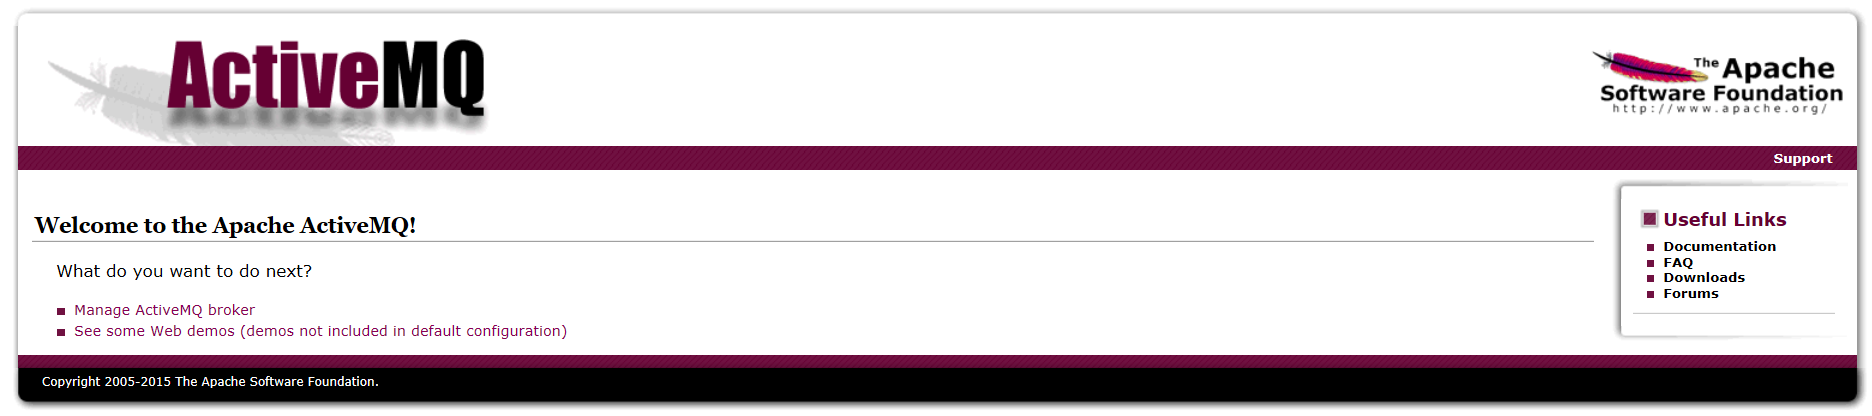 ActiveMQ
The Apache
Software Foundation
http://www.apache.org/
Support
Welcome to the Apache ActiveMQ!
What do you want to do next?
Manage ActiveMQ broker
See some Web demos (demos not included in default configuration)
Useful Links
Documentation
FAQ
Downloads
Forums
Copyright 2005-2015 The Apache Software Foundation.